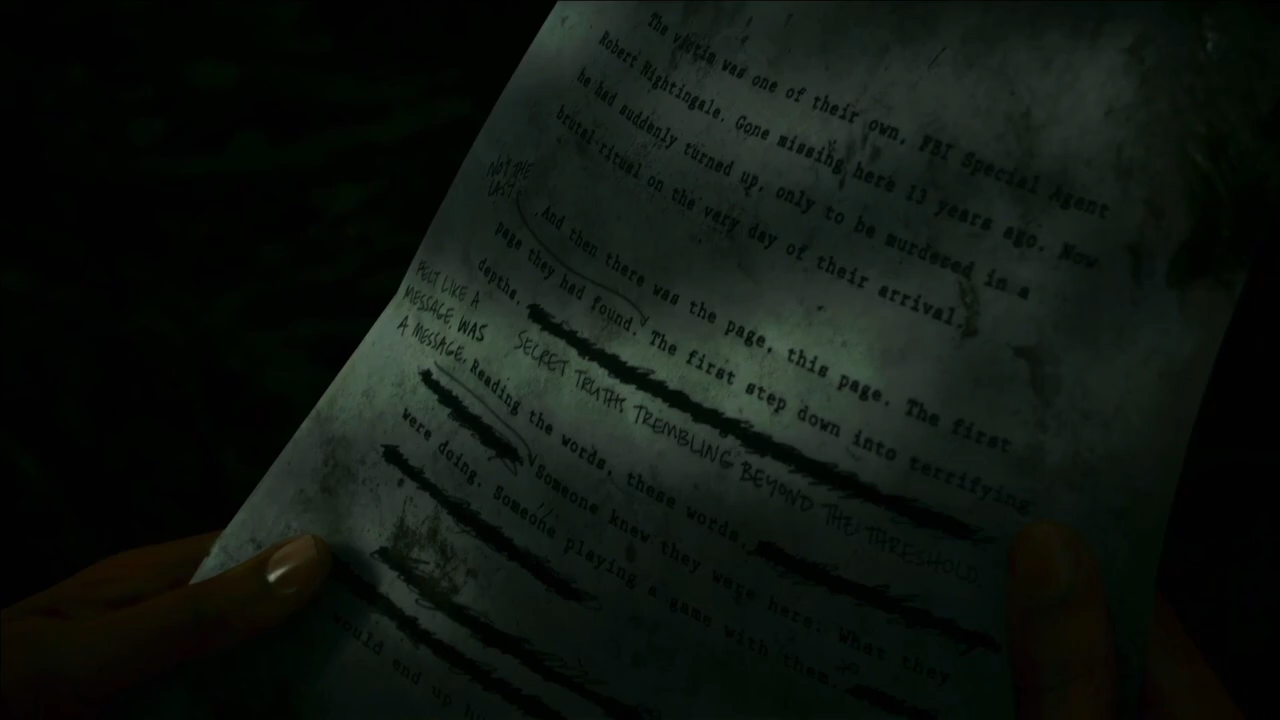 The victim was one of their own, FBI Special Agent
Robert Nightingale. Gone missing here 13 years ago. Now
he had suddenly turned up, only to be murdered in a
brutal ritual on the very day of their arrival.
NOT THE
LAST
And then there was the page, this page. The first
page they had found. The first step down into terrifying
depths.
SECRET TRUTHS TREMBLING BEYOND THE THRESHOLD.
FELT LIKE A
MESSAGE, WAS
A MESSAGE.
Reading the words, these words,
Someone knew they were here. What they
were doing. Someone playing a game with them.
would end up